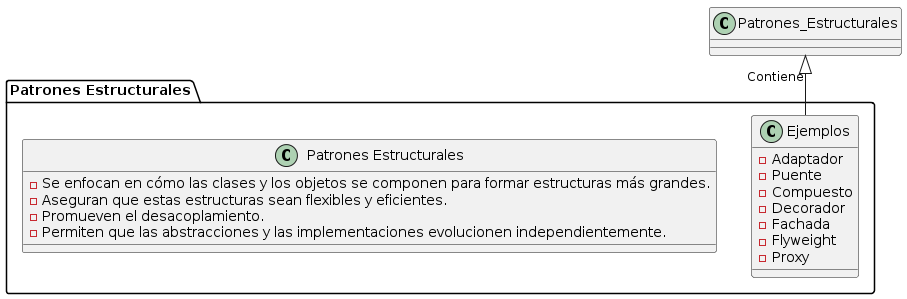 C Patrones_Estructurales
Contiene
Patrones Estructurales
C Patrones Estructurales
Se enfocan en cómo las clases y los objetos se componen para formar estructuras más grandes.
Aseguran que estas estructuras sean flexibles y eficientes.
Promueven el desacoplamiento.
Permiten que las abstracciones y las implementaciones evolucionen independientemente.
C Ejemplos
Adaptador
Puente
Compuesto
Decorador
Fachada
Flyweight
Proxy